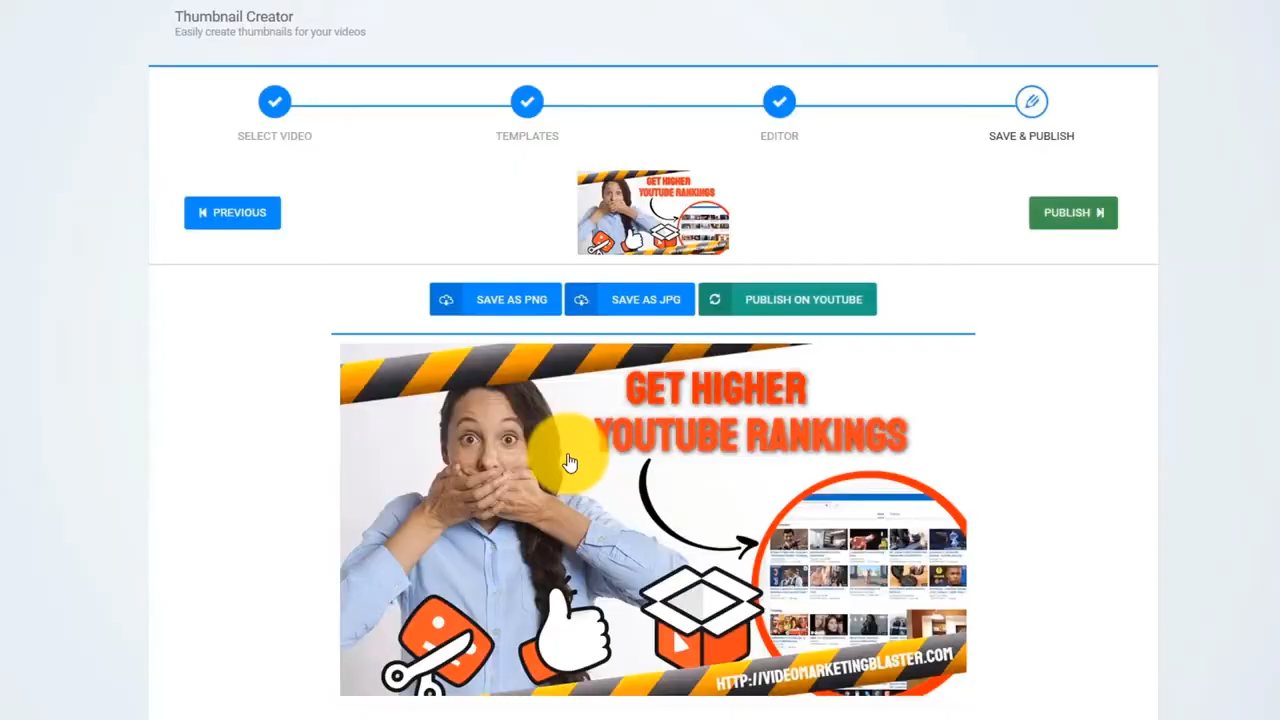 Thumbnail Creator
Easily create thumbnails for your videos
SELECT VIDEO
TEMPLATES
EDITOR
SAVE & PUBLISH
PREVIOUS
GET HIGHER
YOUTUBE RANKINGS
PUBLISH
SAVE AS PNG
SAVE AS JPG
PUBLISH ON YOUTUBE
GET HIGHER
YOUTUBE RANKINGS
HTTP://VIDEOMARKETINGBLASTER.COM